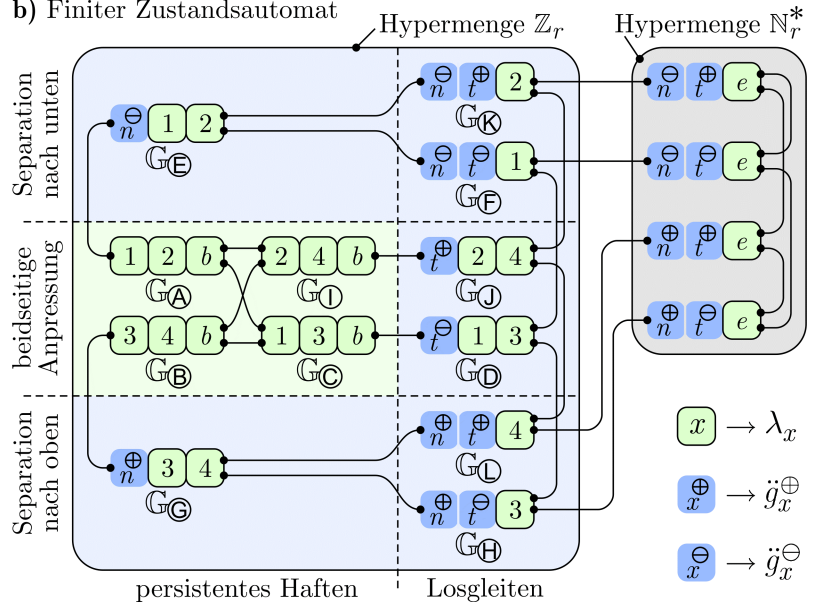 b) Finiter Zustandsautomat
Hypermenge ℤ_r
Hypermenge ℕ_r^*
Separation
nach unten
n^⊖ 1 2
𝔾Ⓔ
n^⊖ t^⊕ 2
𝔾Ⓚ
n^⊖ t^⊖ 1
𝔾Ⓕ
n^⊖ t^⊕ e
n^⊖ t^⊖ e
beidseitige
Anpressung
1 2 b
𝔾Ⓐ
2 4 b
𝔾Ⓘ
t^⊕ 2 4
𝔾Ⓙ
n^⊕ t^⊕ e
3 4 b
𝔾Ⓑ
1 3 b
𝔾Ⓒ
t^⊖ 1 3
𝔾Ⓓ
n^⊕ t^⊖ e
Separation
nach oben
n^⊕ 3 4
𝔾Ⓖ
n^⊕ t^⊕ 4
𝔾Ⓛ
n^⊕ t^⊖ 3
𝔾Ⓗ
x → λ_x
x^⊕ → g̈_x^⊕
x^⊖ → g̈_x^⊖
persistentes Haften
Losgleiten